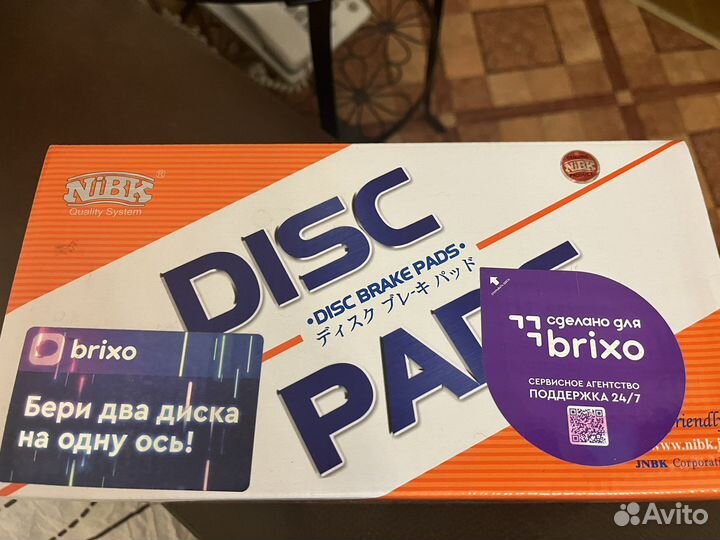 NiBK®
Quality System
DISC
•DISC BRAKE PADS•
•ディスク ブレーキ パッド
PADS
NiBK
brixo
Бери два диска
на одну ось!
сделано для
brixo
СЕРВИСНОЕ АГЕНТСТВО
ПОДДЕРЖКА 24/7
www.nibk.j
JNBK Corporati
Avito